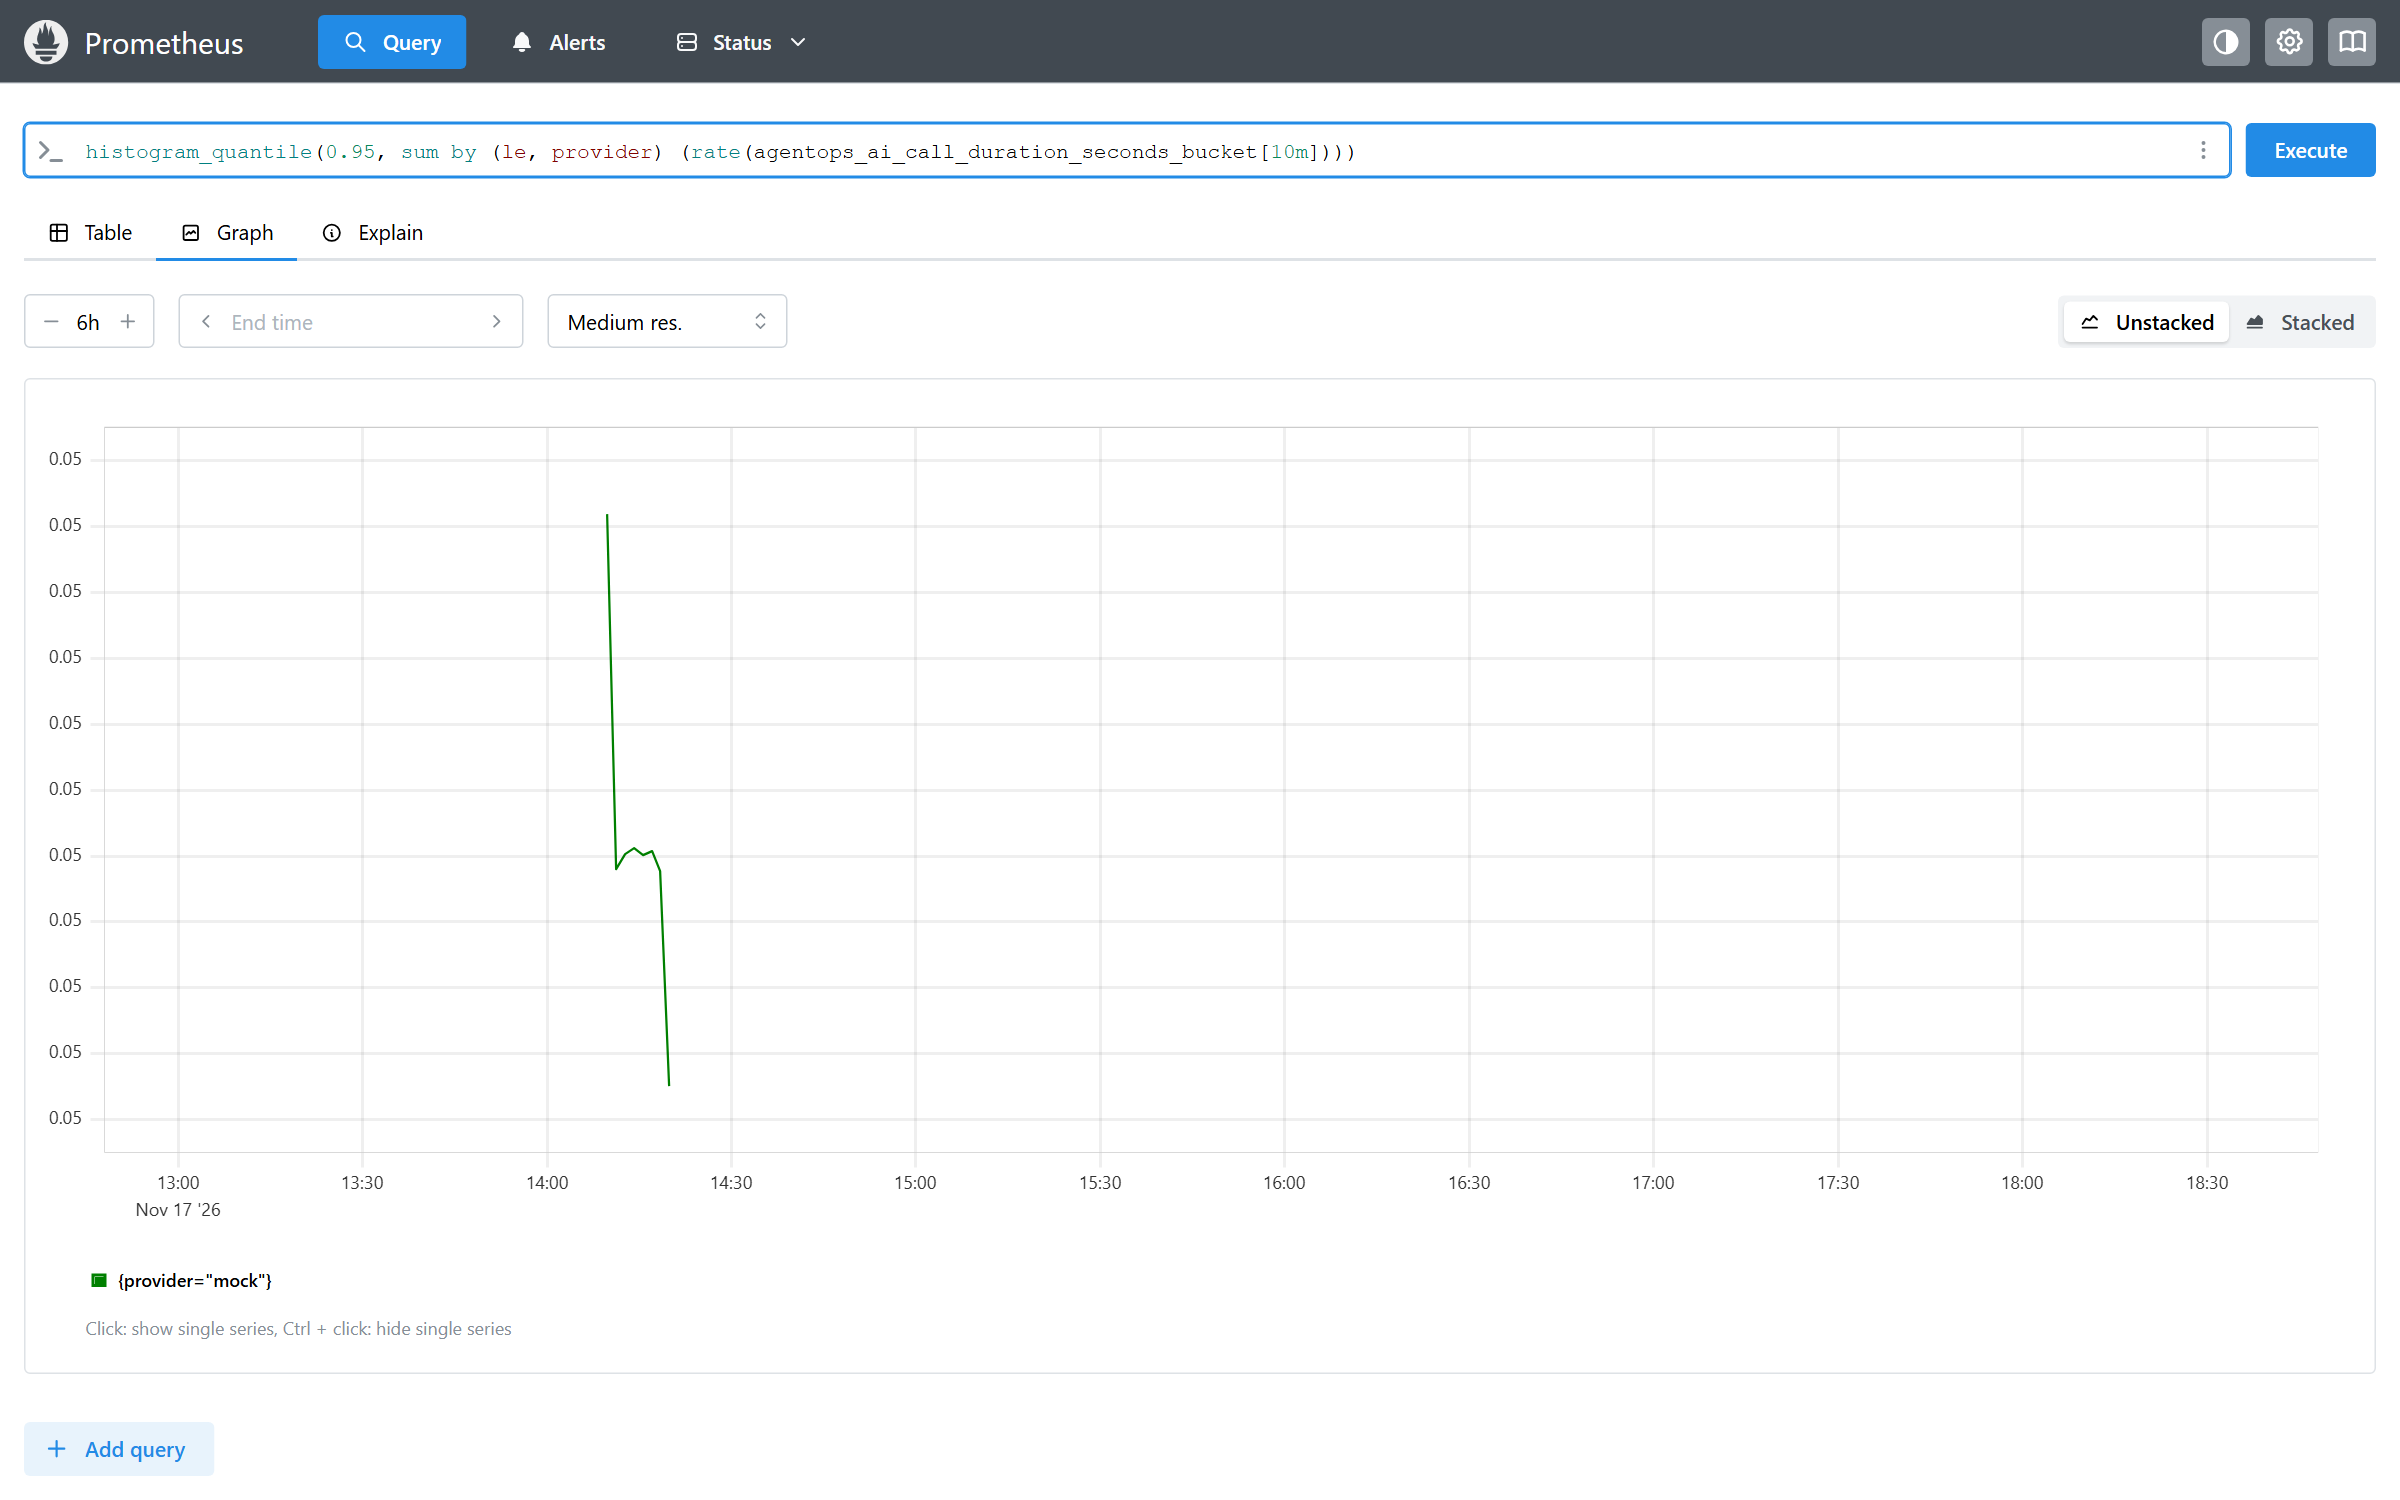 Prometheus
Query
Alerts
Status
histogram_quantile(0.95, sum by (le, provider) (rate(agentops_ai_call_duration_seconds_bucket[10m])))
Execute
Table
Graph
Explain
6h
End time
Medium res.
Unstacked
Stacked
0.05
0.05
0.05
0.05
0.05
0.05
0.05
0.05
0.05
0.05
0.05
13:00 13:30 14:00 14:30 15:00 15:30 16:00 16:30 17:00 17:30 18:00 18:30
Nov 17 '26
{provider="mock"}
Click: show single series, Ctrl + click: hide single series
Add query